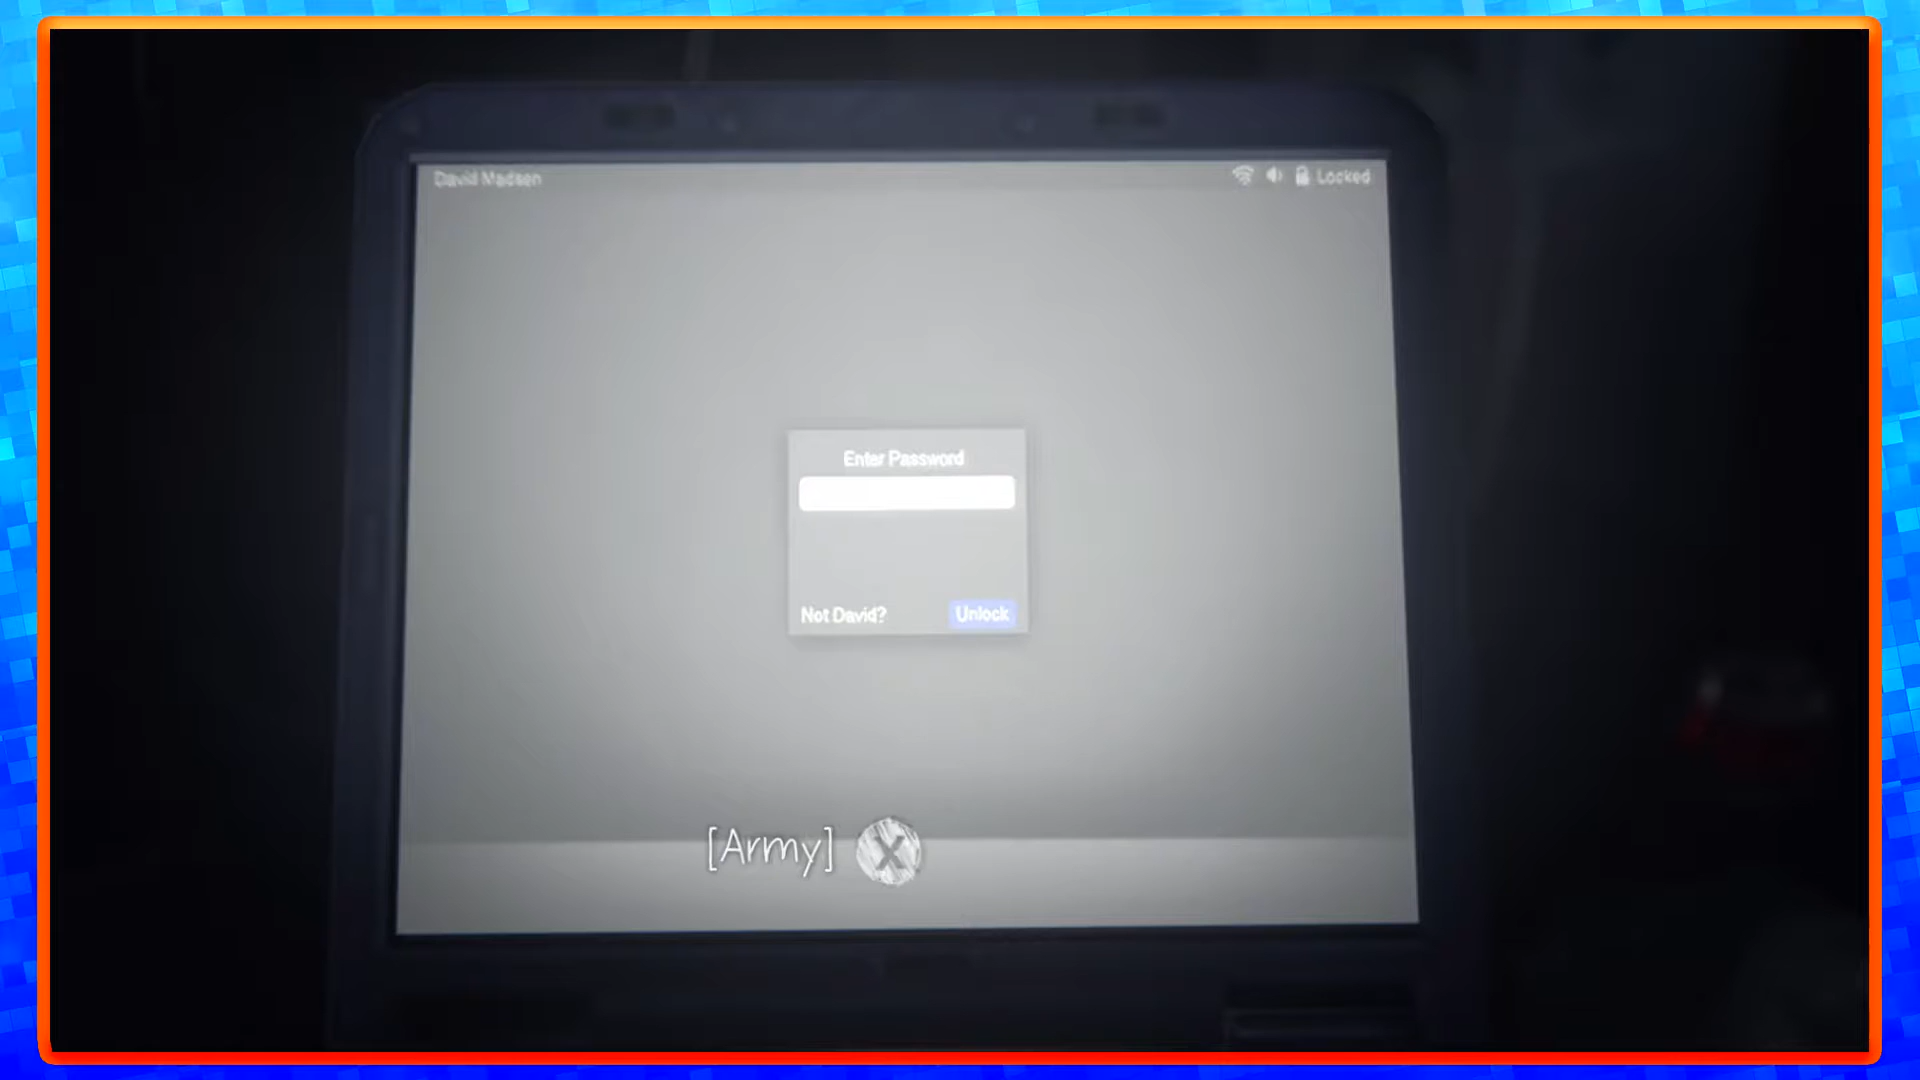 David Madsen
Locked
Enter Password
Not David?
Unlock
[Army] X